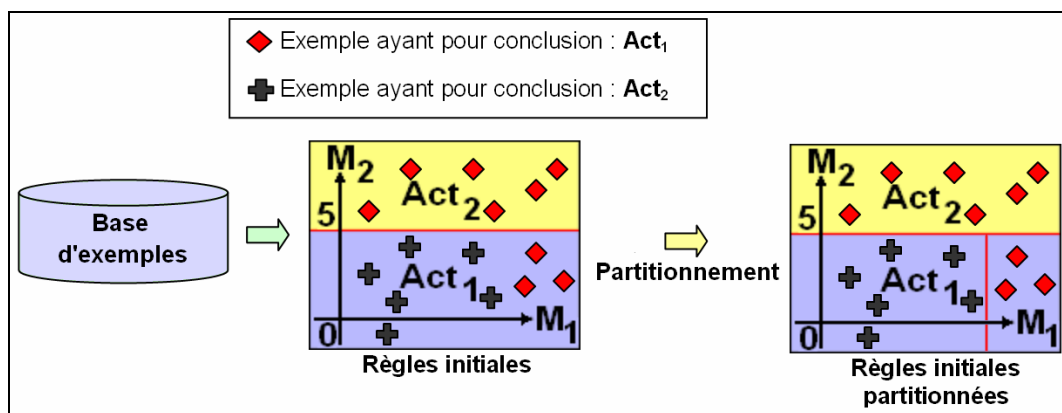 Exemple ayant pour conclusion : Act₁
Exemple ayant pour conclusion : Act₂
Base
d'exemples
M₂
Act₂
5
Act₁
0
M₁
Règles initiales
Partitionnement
M₂
Act₂
5
Act₁
0
M₁
Règles initiales
partitionnées